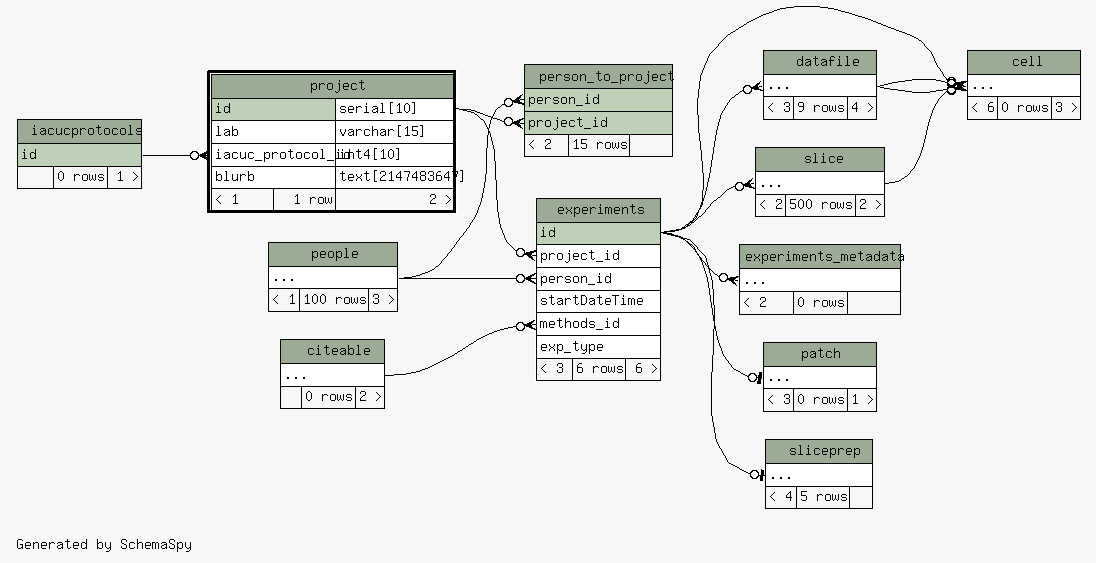 iacucprotocols
id
0 rows 1 >
project
id serial[10]
lab varchar[15]
iacuc_protocol_id int4[10]
blurb text[2147483647]
< 1 1 row 2 >
people
...
< 1 100 rows 3 >
citeable
...
0 rows 2 >
person_to_project
person_id
project_id
< 2 15 rows
experiments
id
project_id
person_id
startDateTime
methods_id
exp_type
< 3 6 rows 6 >
datafile
...
< 3 9 rows 4 >
slice
...
< 2 500 rows 2 >
experiments_metadata
...
< 2 0 rows
patch
...
< 3 0 rows 1 >
sliceprep
...
< 4 5 rows
cell
...
< 6 0 rows 3 >
Generated by SchemaSpy